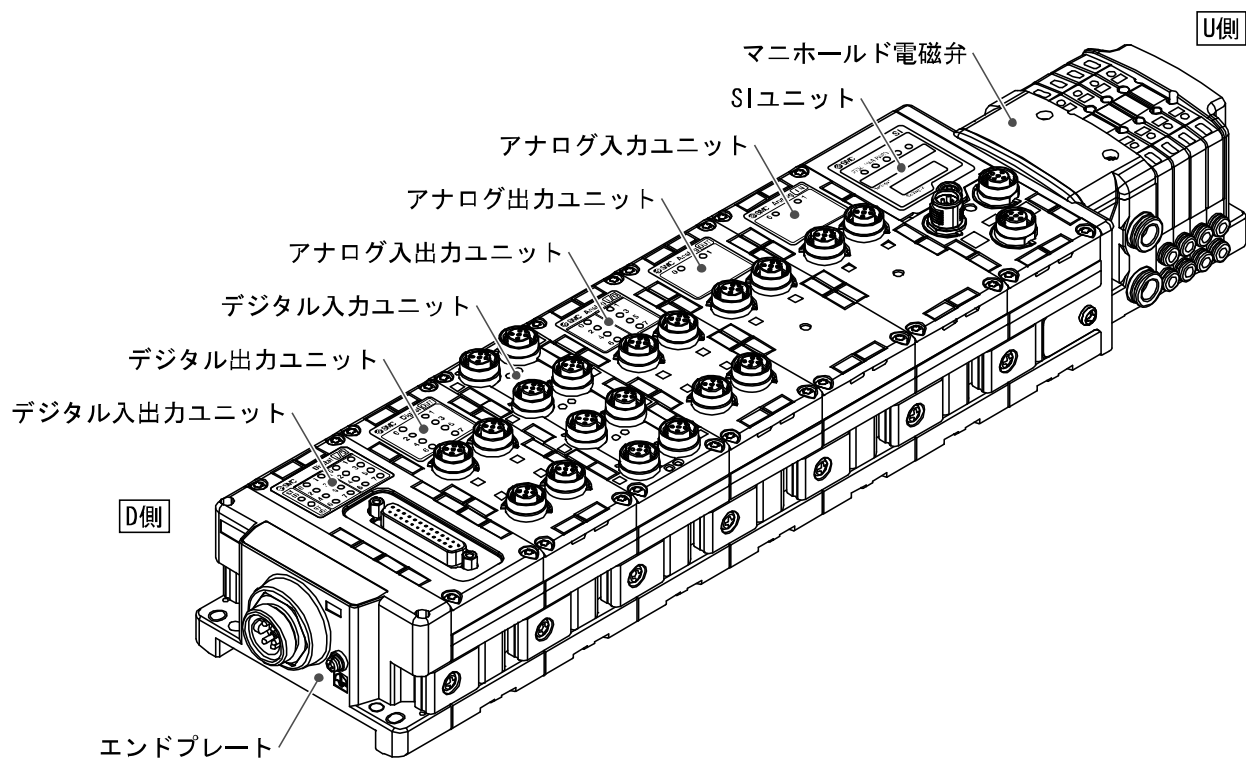 U側
マニホールド電磁弁
SIユニット
アナログ入力ユニット
アナログ出力ユニット
アナログ入出力ユニット
デジタル入力ユニット
デジタル出力ユニット
デジタル入出力ユニット
D側
エンドプレート